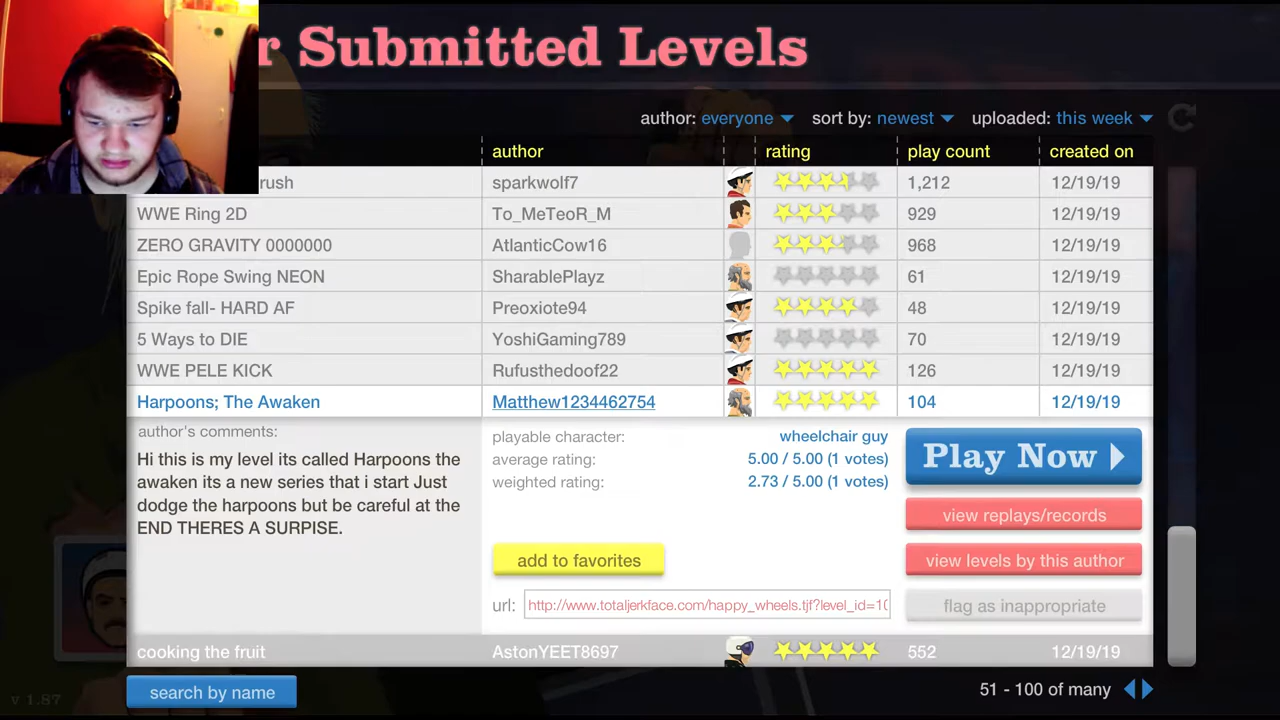 r Submitted Levels
author: everyone sort by: newest uploaded: this week
author rating play count created on
rush sparkwolf7 1,212 12/19/19
WWE Ring 2D To_MeTeoR_M 929 12/19/19
ZERO GRAVITY 0000000 AtlanticCow16 968 12/19/19
Epic Rope Swing NEON SharablePlayz 61 12/19/19
Spike fall- HARD AF Preoxiote94 48 12/19/19
5 Ways to DIE YoshiGaming789 70 12/19/19
WWE PELE KICK Rufusthedoof22 126 12/19/19
Harpoons; The Awaken Matthew1234462754 104 12/19/19
author's comments:
Hi this is my level its called Harpoons the
awaken its a new series that i start Just
dodge the harpoons but be careful at the
END THERES A SURPISE.
playable character: wheelchair guy
average rating: 5.00 / 5.00 (1 votes)
weighted rating: 2.73 / 5.00 (1 votes)
add to favorites
url: http://www.totaljerkface.com/happy_wheels.tjf?level_id=1(
Play Now
view replays/records
view levels by this author
flag as inappropriate
cooking the fruit AstonYEET8697 552 12/19/19
v 1.87
search by name
51 - 100 of many